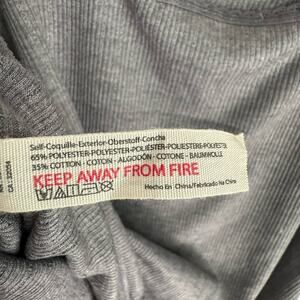 Self-Coquille-Exterior-Oberstoff-Concha
65% POLYESTER-POLYESTER-POLIÉSTER-POLIESTERE-POLYESTER
35% COTTON - COTON - ALGODÓN - COTONE - BAUMWOLLE
KEEP AWAY FROM FIRE
Hecho En China/Fabricado Na China